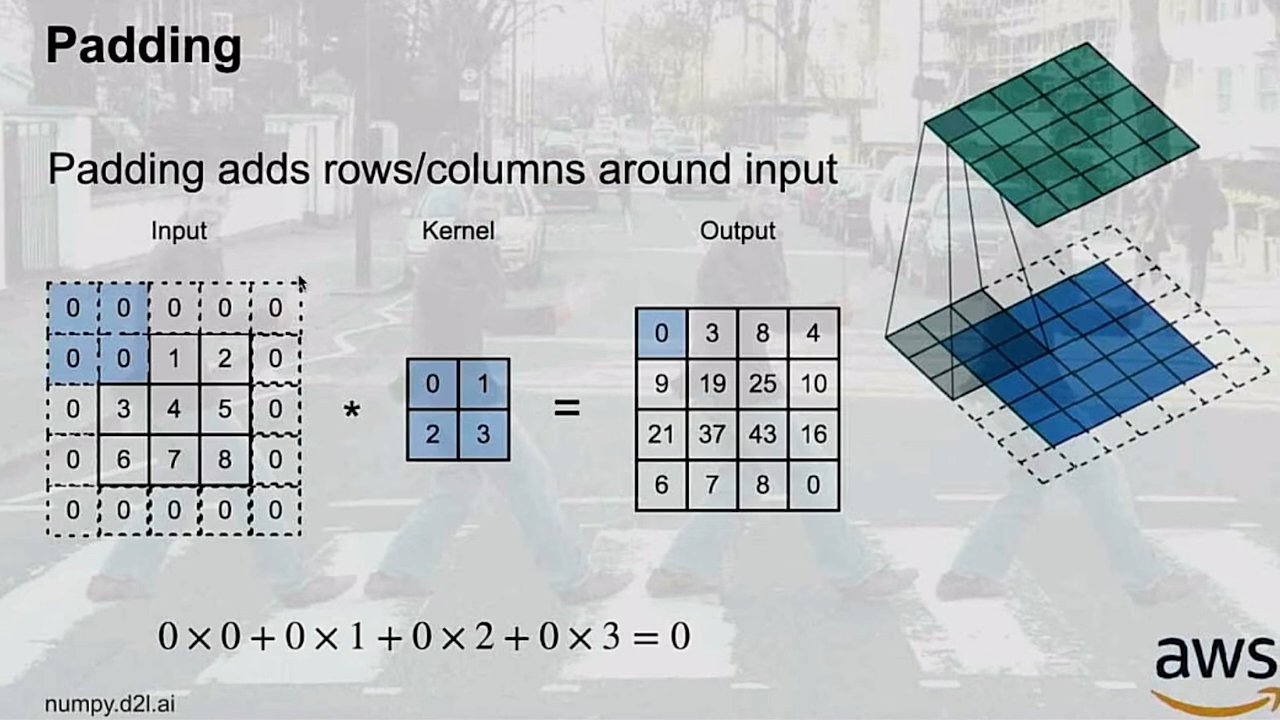 Padding
Padding adds rows/columns around input
Input Kernel Output
0 0 0 0 0
0 0 1 2 0
0 3 4 5 0
0 6 7 8 0
0 0 0 0 0
*
0 1
2 3
=
0 3 8 4
9 19 25 10
21 37 43 16
6 7 8 0
0 × 0 + 0 × 1 + 0 × 2 + 0 × 3 = 0
numpy.d2l.ai
aws